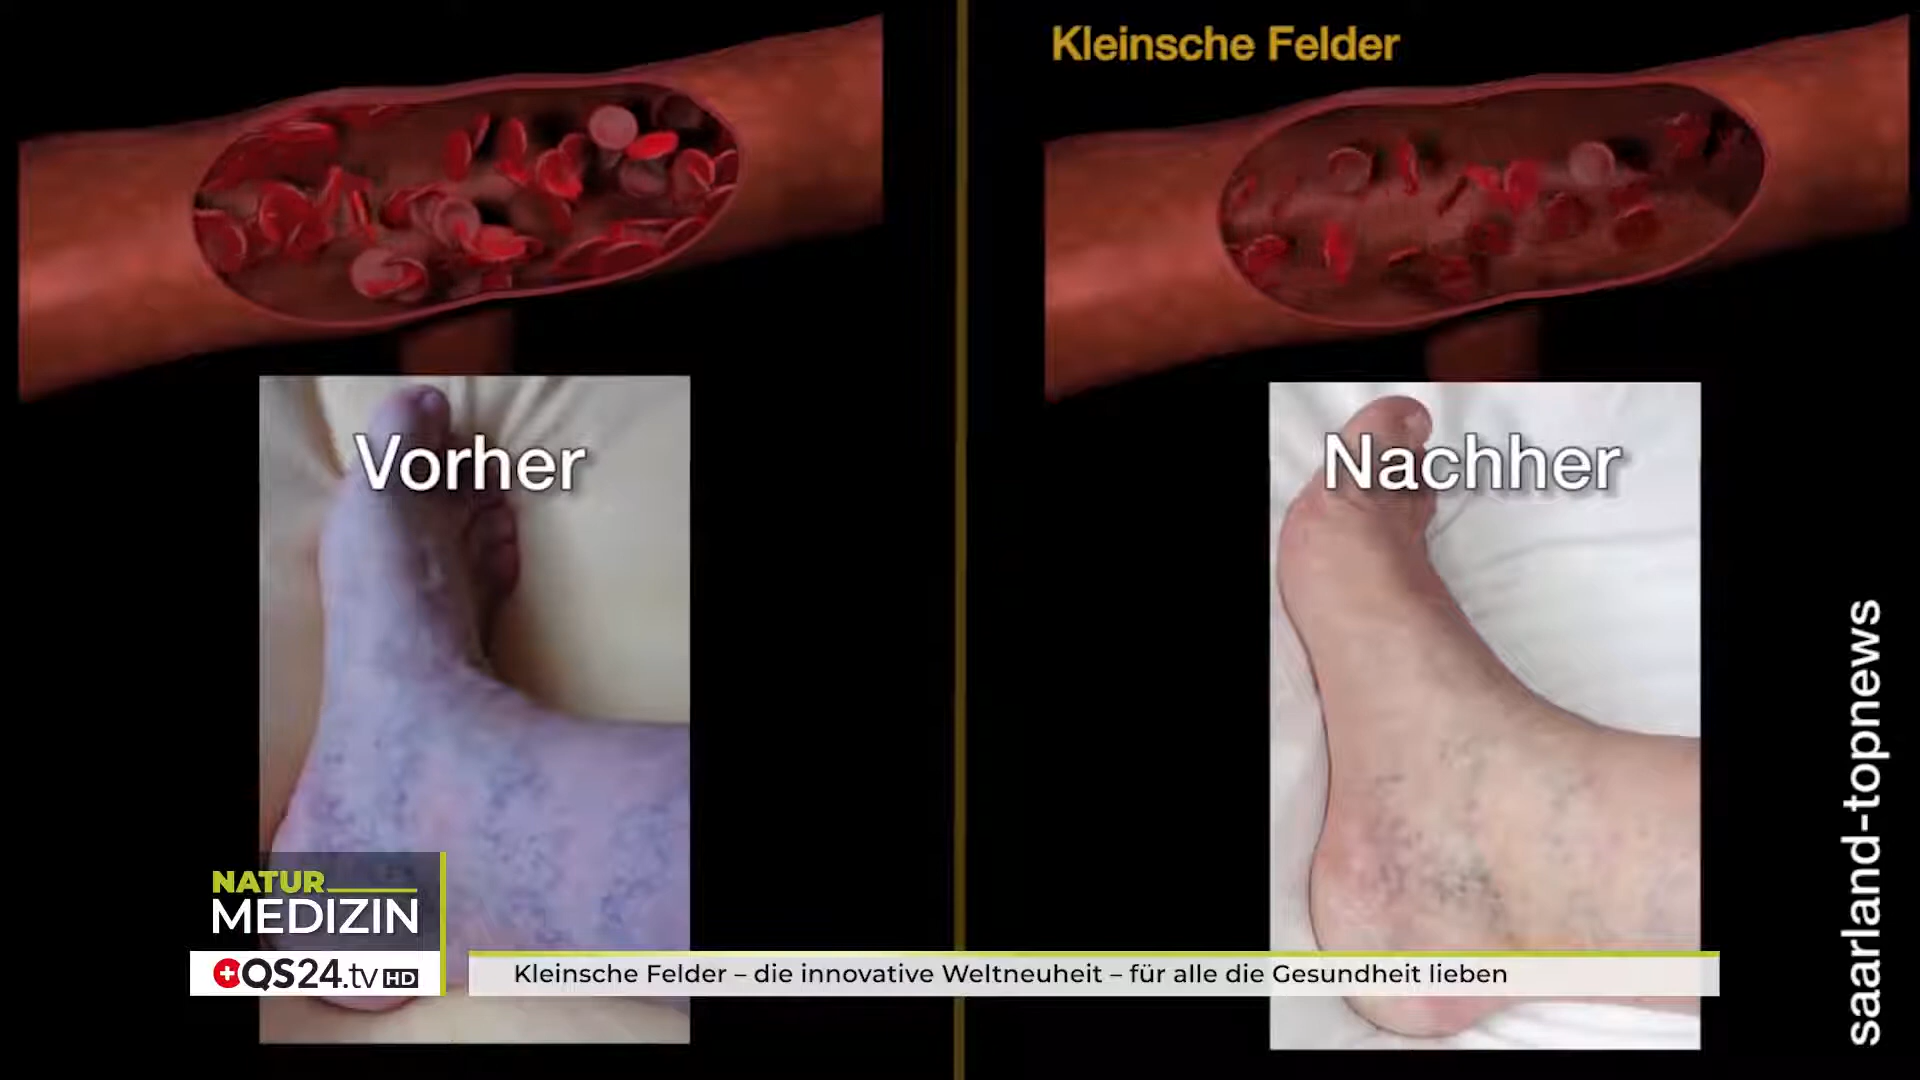 Kleinsche Felder
Vorher
Nachher
NATUR
MEDIZIN
QS24.tv HD
Kleinsche Felder – die innovative Weltneuheit – für alle die Gesundheit lieben
saarland-topnews